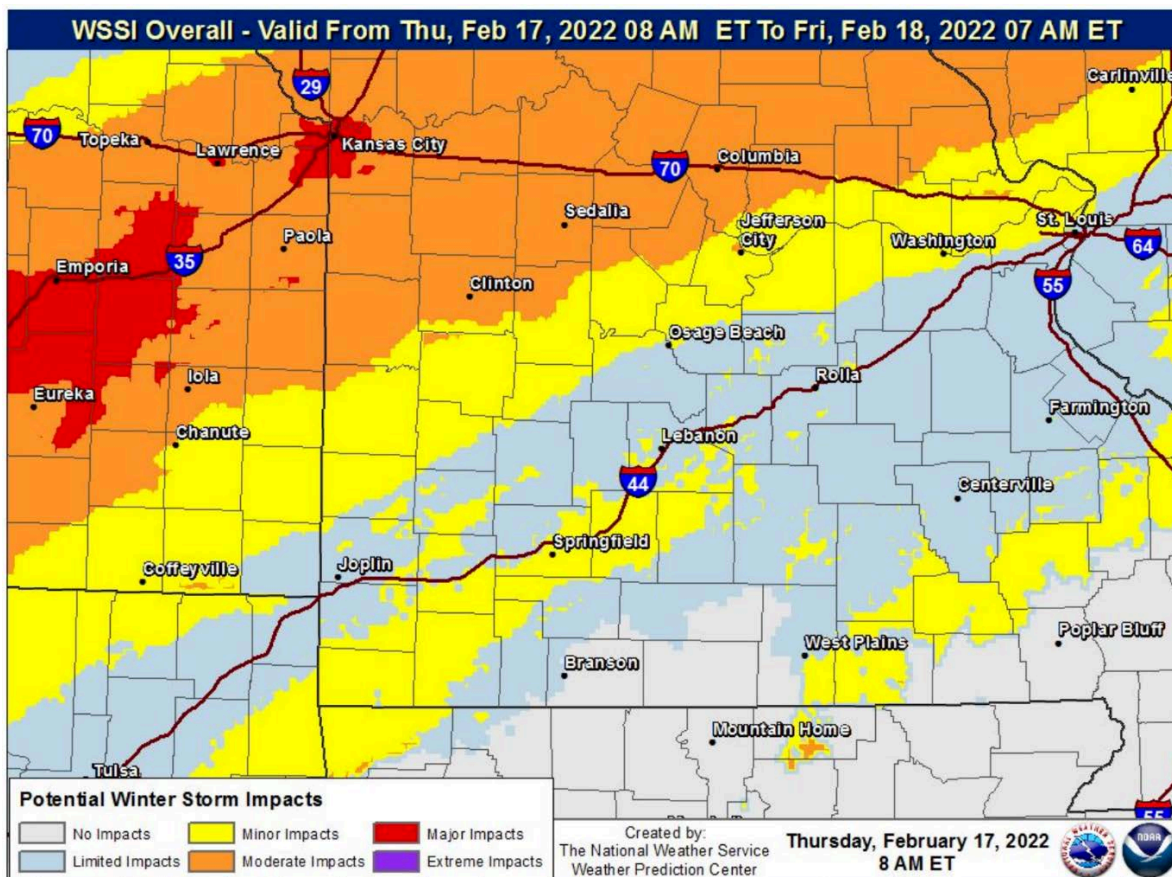 WSSI Overall - Valid From Thu, Feb 17, 2022 08 AM ET To Fri, Feb 18, 2022 07 AM ET
Carlinville
29
70
Topeka
Lawrence
Kansas City
70
Columbia
Sedalia
Jefferson
City
St. Louis
Washington
64
Paola
35
Emporia
55
Clinton
Osage Beach
Iola
Eureka
Rolla
Farmington
Chanute
Lebanon
44
Centerville
Springfield
Coffeyville
Joplin
West Plains
Poplar Bluff
Branson
Mountain Home
Tulsa
55
Potential Winter Storm Impacts
No Impacts
Minor Impacts
Major Impacts
Limited Impacts
Moderate Impacts
Extreme Impacts
Created by:
The National Weather Service
Weather Prediction Center
Thursday, February 17, 2022
8 AM ET
NOAA